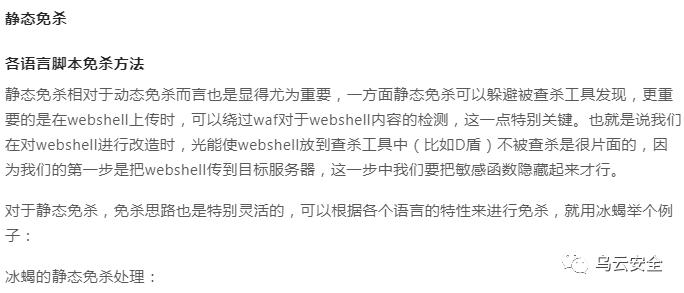 静态免杀
各语言脚本免杀方法
静态免杀相对于动态免杀而言也是显得尤为重要，一方面静态免杀可以躲避被查杀工具发现，更重
要的是在webshell上传时，可以绕过waf对于webshell内容的检测，这一点特别关键。也就是说我们
在对webshell进行改造时，光能使webshell放到查杀工具中（比如D盾）不被查杀是很片面的，因
为我们的第一步是把webshell传到目标服务器，这一步中我们要把敏感函数隐藏起来才行。
对于静态免杀，免杀思路也是特别灵活的，可以根据各个语言的特性来进行免杀，就用冰蝎举个例
子：
冰蝎的静态免杀处理：
乌云安全